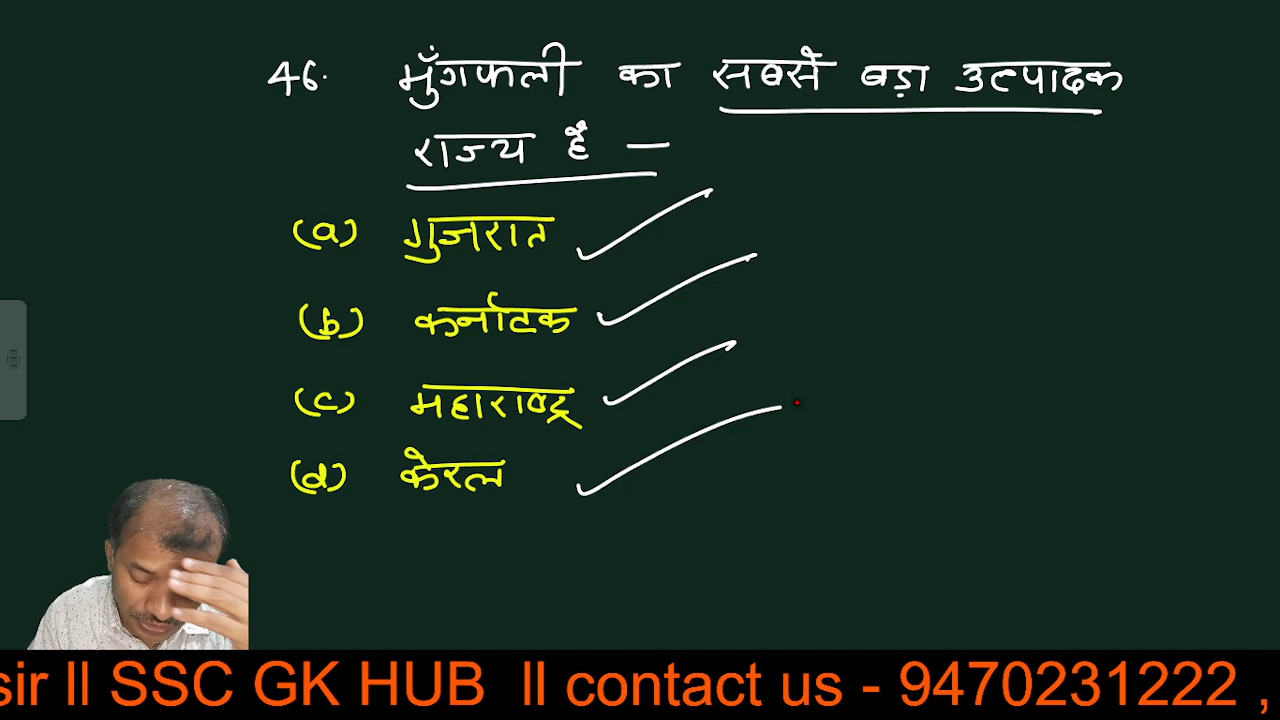 46. मुँगफली का सबसे बड़ा उत्पादक
राज्य है —
(a) गुजरात
(b) कर्नाटक
(c) महाराष्ट्र
(d) केरल
sir ll SSC GK HUB ll contact us - 9470231222 ,